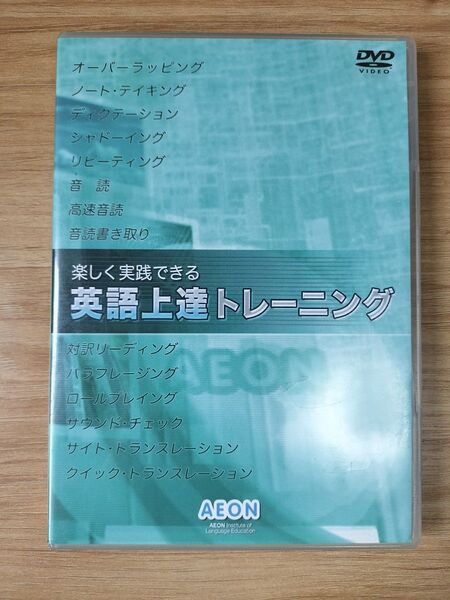 DVD
VIDEO
オーバーラッピング
ノート・テイキング
ディクテーション
シャドーイング
リピーティング
音 読
高速音読
音読書き取り
楽しく実践できる
英語上達トレーニング
対訳リーディング
パラフレージング
AEON
ロールプレイング
サウンド・チェック
サイト・トランスレーション
クイック・トランスレーション
AEON
AEON Institute of
Language Education